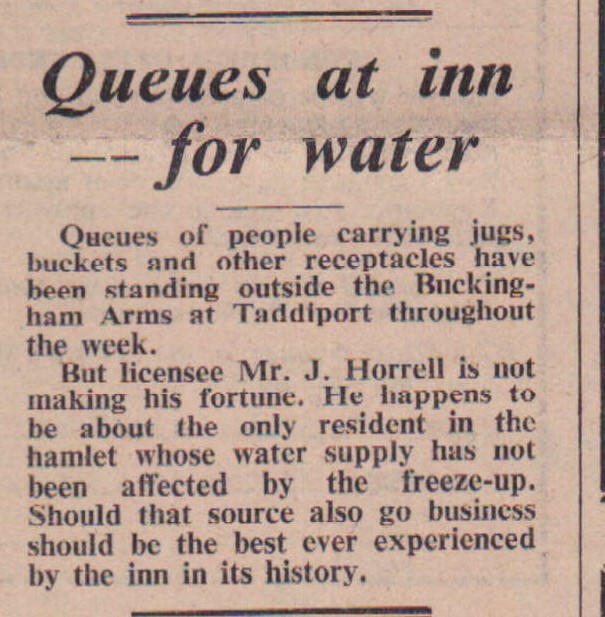 Queues at inn
-- for water
Queues of people carrying jugs,
buckets and other receptacles have
been standing outside the Bucking-
ham Arms at Taddiport throughout
the week.
But licensee Mr. J. Horrell is not
making his fortune. He happens to
be about the only resident in the
hamlet whose water supply has not
been affected by the freeze-up.
Should that source also go business
should be the best ever experienced
by the inn in its history.